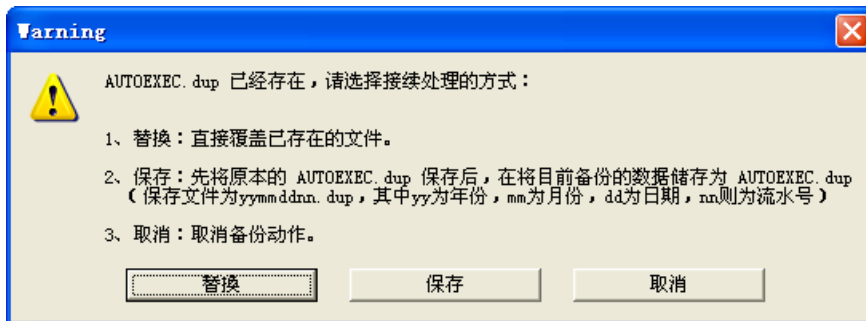 Warning
AUTOEXEC.dup 已经存在，请选择接续处理的方式：
1、替换：直接覆盖已存在的文件。
2、保存：先将原本的 AUTOEXEC.dup 保存后，在将目前备份的数据储存为 AUTOEXEC.dup
（保存文件为yymmddnn.dup，其中yy为年份，mm为月份，dd为日期，nn则为流水号）
3、取消：取消备份动作。
替换 保存 取消